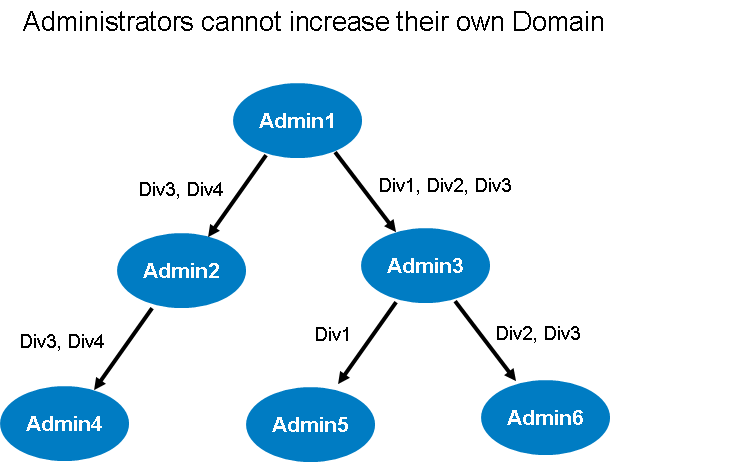 Administrators cannot increase their own Domain
Admin1
Div3, Div4
Div1, Div2, Div3
Admin2
Admin3
Div3, Div4
Div1
Div2, Div3
Admin4
Admin5
Admin6